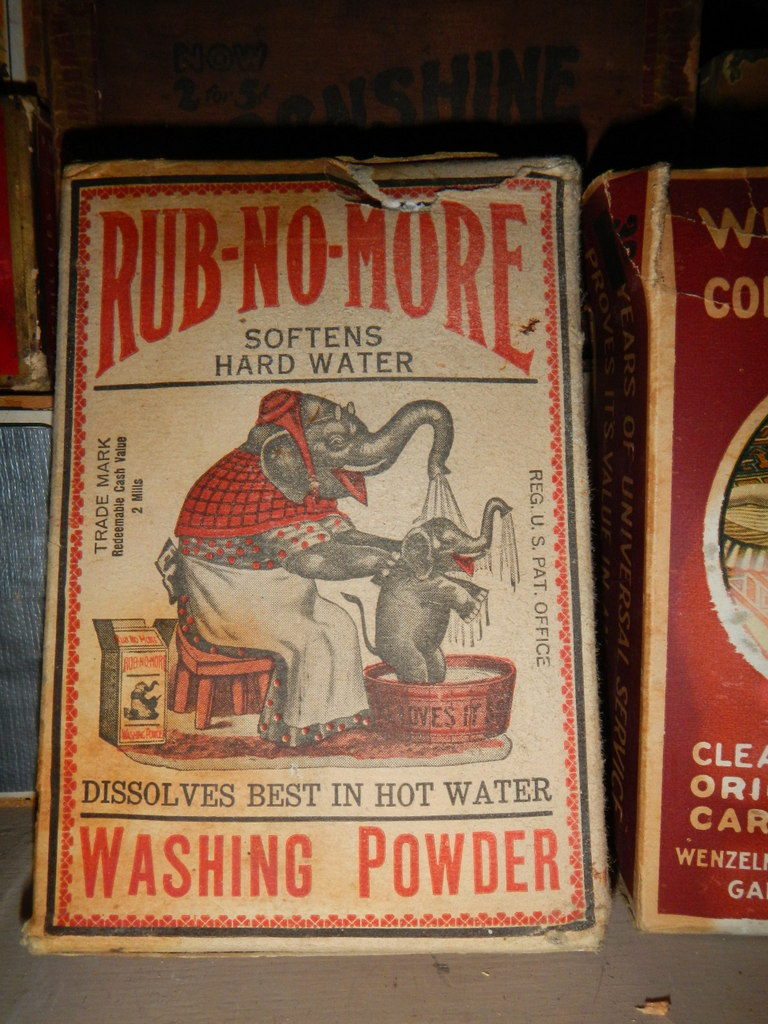 NOW
2 for 5¢
RUB-NO-MORE
SOFTENS
HARD WATER
TRADE MARK
Redeemable Cash Value
2 Mills
REG. U. S. PAT. OFFICE
RUB-NO-MORE
WASHING POWDER
OVES IT
DISSOLVES BEST IN HOT WATER
WASHING POWDER
YEARS OF UNIVERSAL SERVICE
PROVES ITS VALUE IN
W
CO
CLEA
ORI
CAR
WENZEL
GA